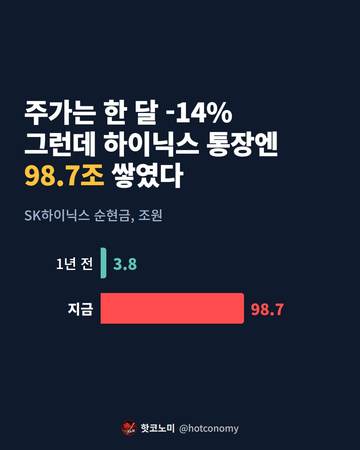 주가는 한 달 -14%
그런데 하이닉스 통장엔
98.7조 쌓였다
SK하이닉스 순현금, 조원
1년 전 3.8
지금 98.7
핫코노미 @hotconomy